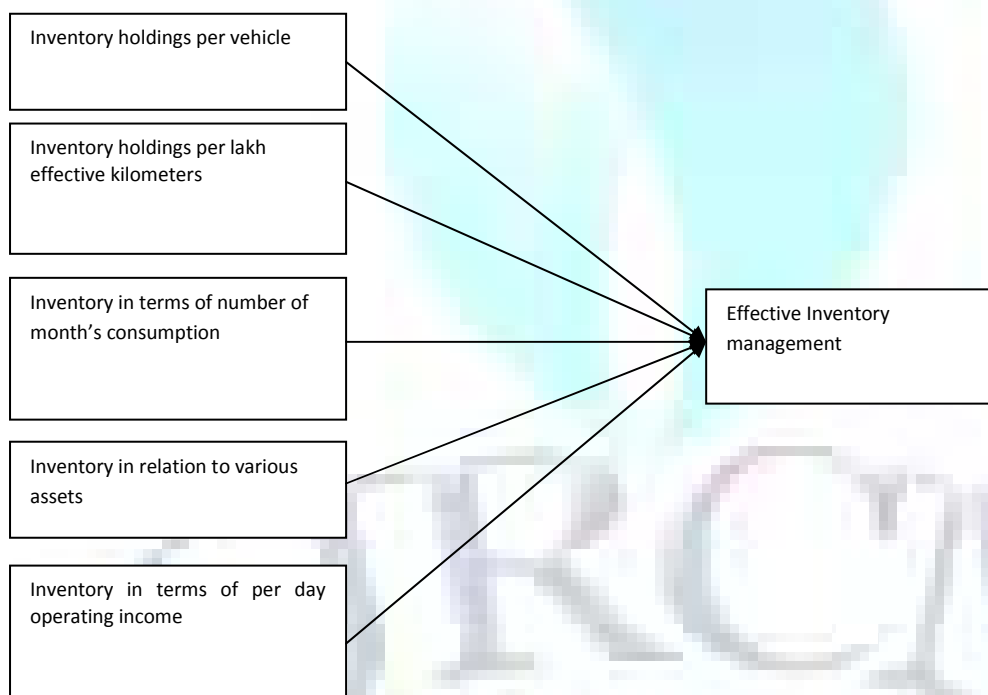 Inventory holdings per vehicle
Inventory holdings per lakh
effective kilometers
Inventory in terms of number of
month’s consumption
Inventory in relation to various
assets
Inventory in terms of per day
operating income
Effective Inventory
management